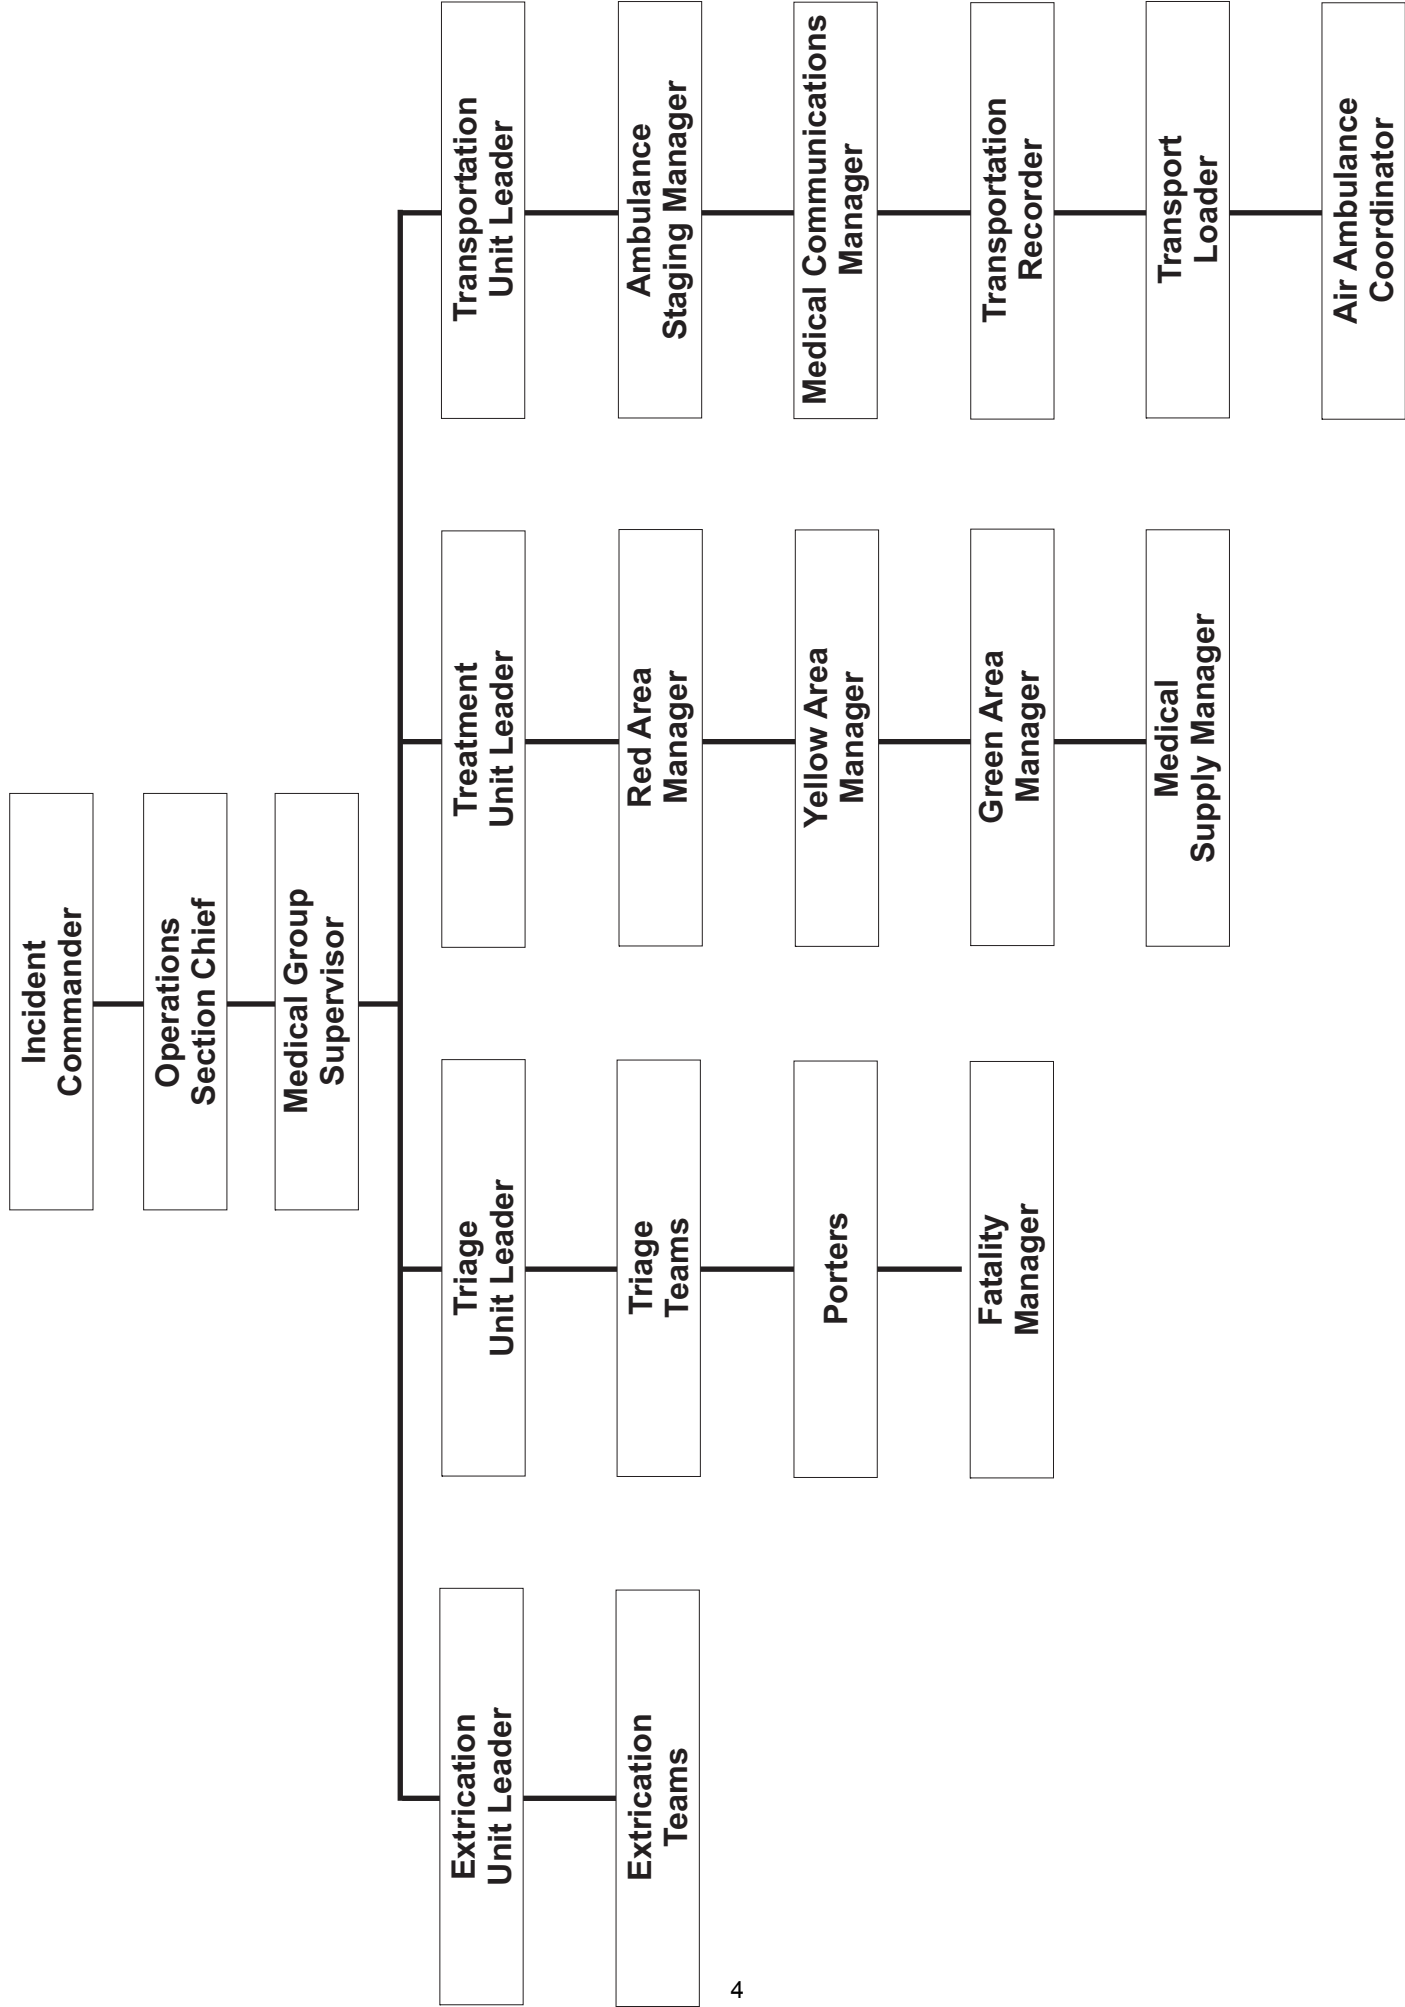 Incident
Commander
Operations
Section Chief
Medical Group
Supervisor
Extrication
Unit Leader
Extrication
Teams
Triage
Unit Leader
Triage
Teams
Porters
Fatality
Manager
Treatment
Unit Leader
Red Area
Manager
Yellow Area
Manager
Green Area
Manager
Medical
Supply Manager
Transportation
Unit Leader
Ambulance
Staging Manager
Medical Communications
Manager
Transportation
Recorder
Transport
Loader
Air Ambulance
Coordinator
4